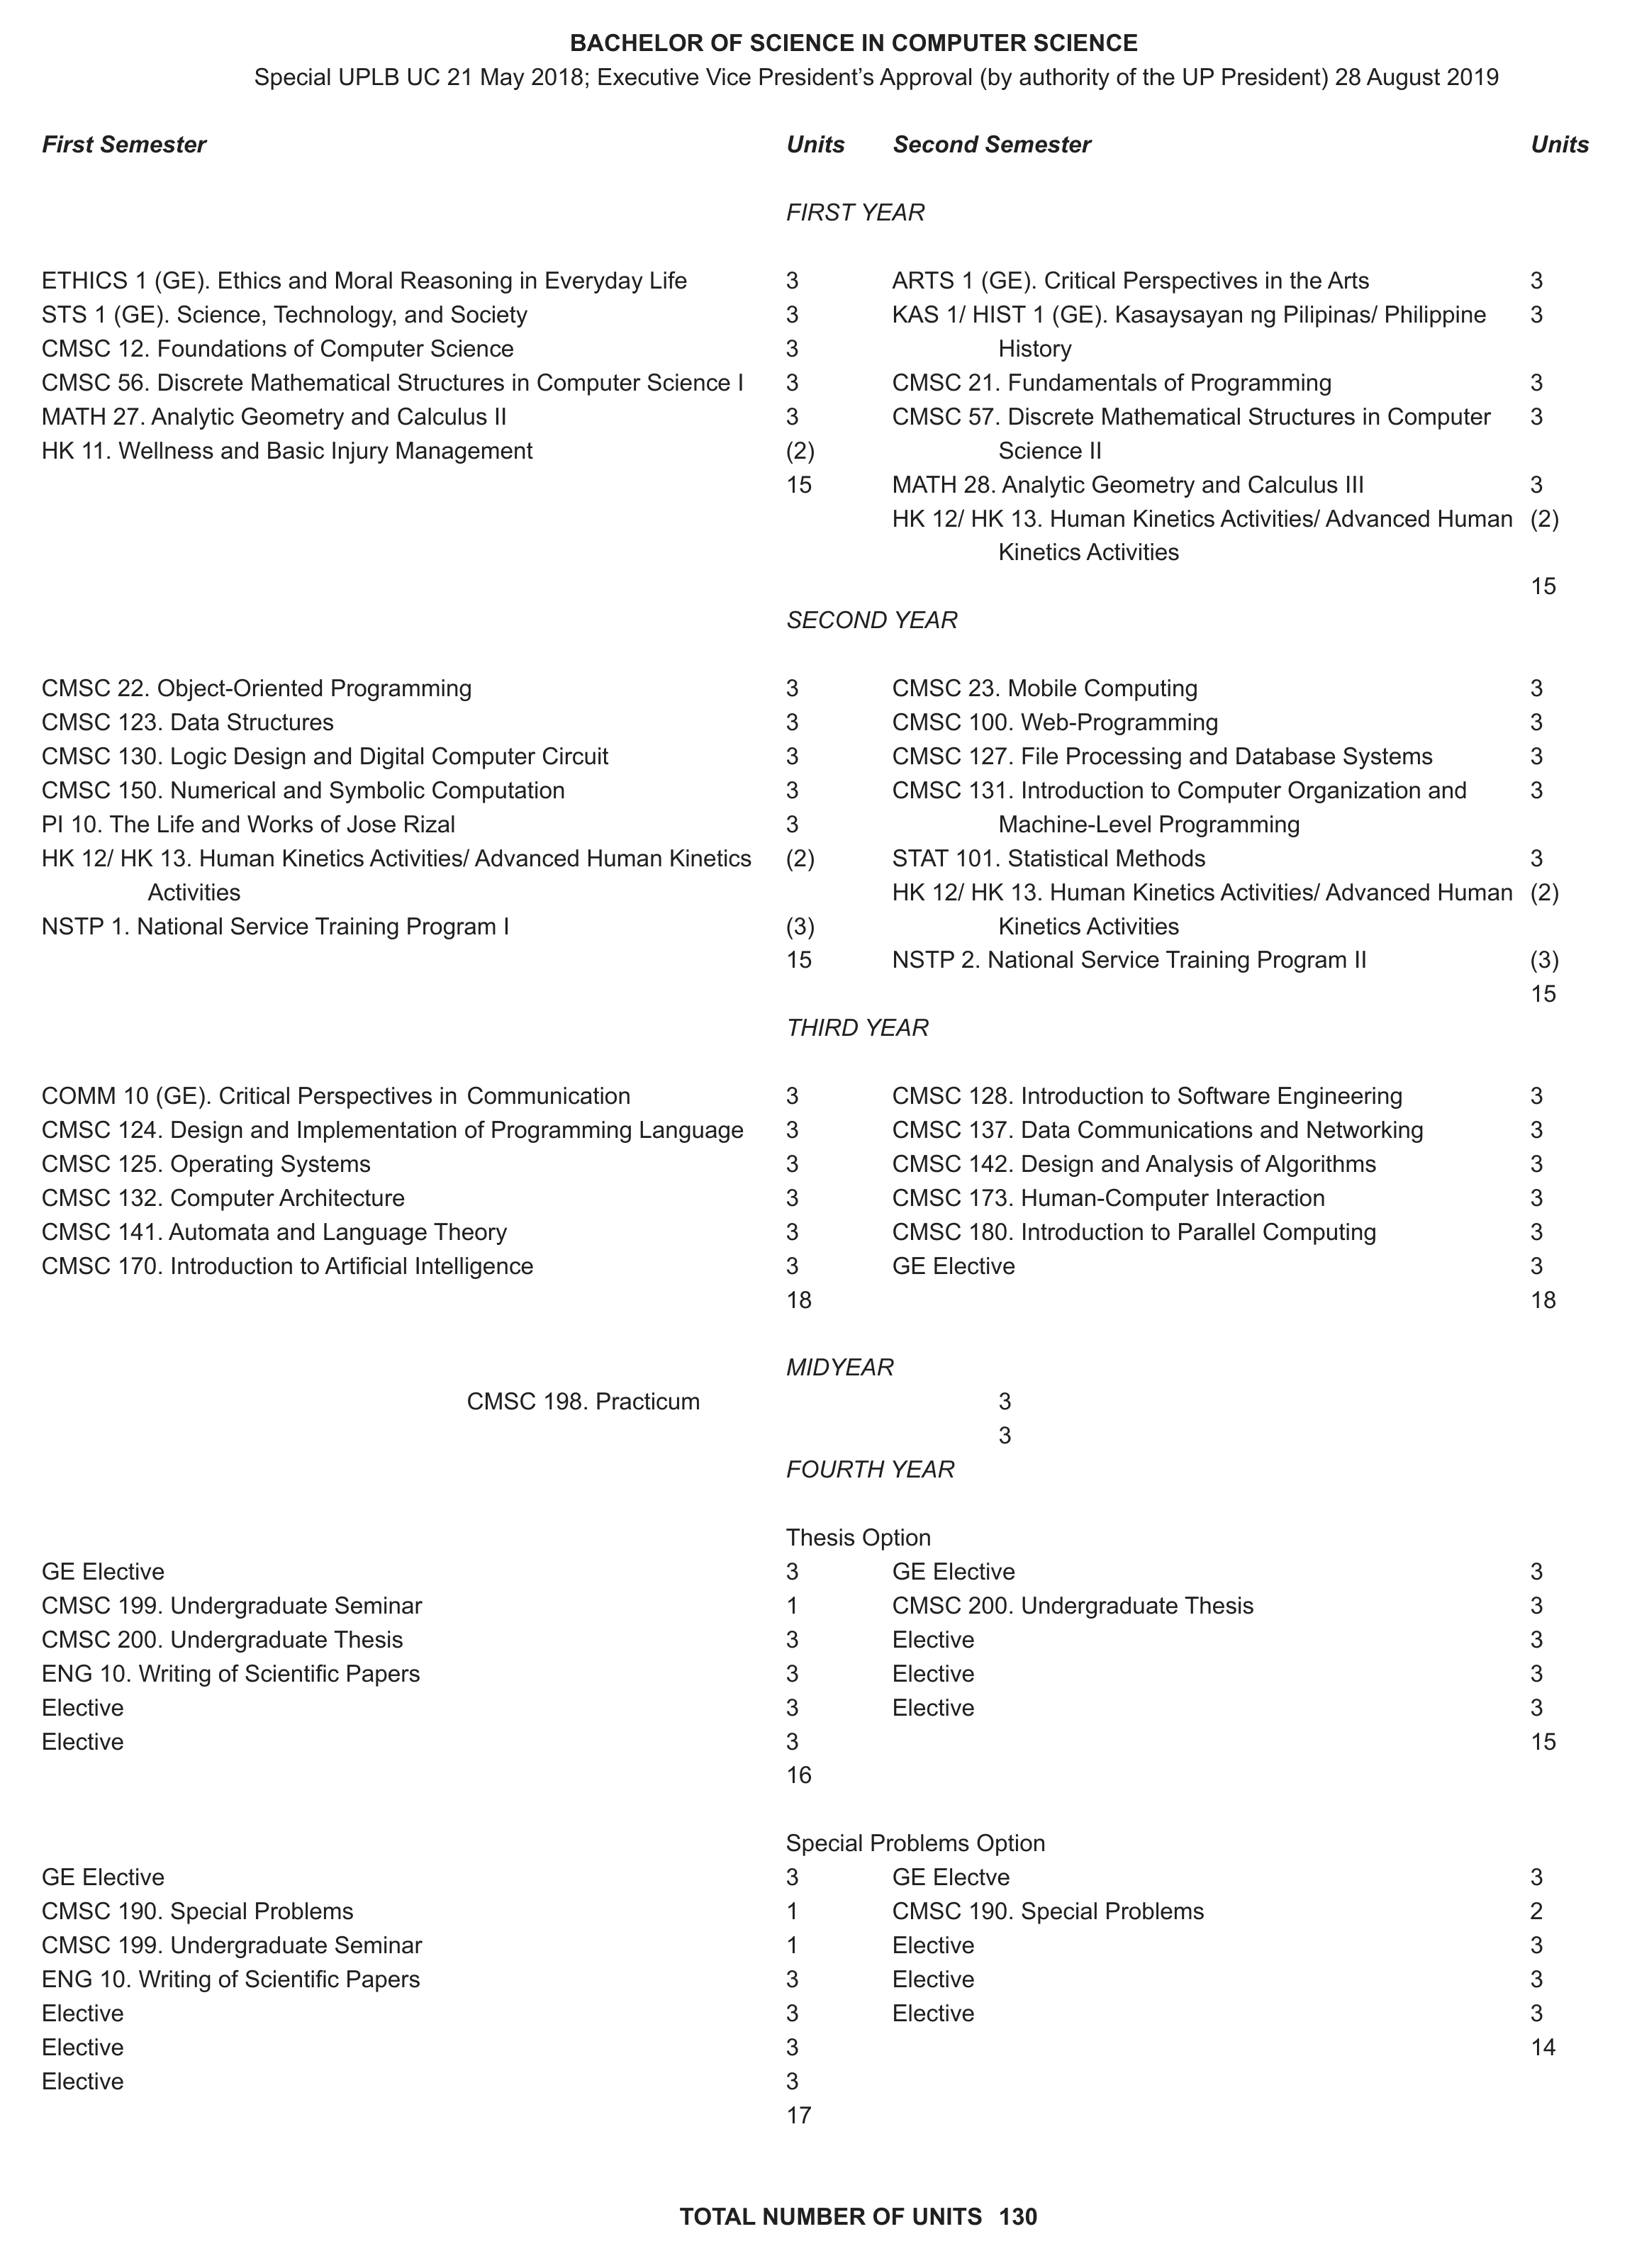 BACHELOR OF SCIENCE IN COMPUTER SCIENCE
Special UPLB UC 21 May 2018; Executive Vice President's Approval (by authority of the UP President) 28 August 2019
First Semester Units Second Semester Units
FIRST YEAR
ETHICS 1 (GE). Ethics and Moral Reasoning in Everyday Life 3 ARTS 1 (GE). Critical Perspectives in the Arts 3
STS 1 (GE). Science, Technology, and Society 3 KAS 1/ HIST 1 (GE). Kasaysayan ng Pilipinas/ Philippine 3
CMSC 12. Foundations of Computer Science 3 History
CMSC 56. Discrete Mathematical Structures in Computer Science I 3 CMSC 21. Fundamentals of Programming 3
MATH 27. Analytic Geometry and Calculus II 3 CMSC 57. Discrete Mathematical Structures in Computer 3
HK 11. Wellness and Basic Injury Management (2) Science II
15 MATH 28. Analytic Geometry and Calculus III 3
HK 12/ HK 13. Human Kinetics Activities/ Advanced Human (2)
Kinetics Activities
15
SECOND YEAR
CMSC 22. Object-Oriented Programming 3 CMSC 23. Mobile Computing 3
CMSC 123. Data Structures 3 CMSC 100. Web-Programming 3
CMSC 130. Logic Design and Digital Computer Circuit 3 CMSC 127. File Processing and Database Systems 3
CMSC 150. Numerical and Symbolic Computation 3 CMSC 131. Introduction to Computer Organization and 3
PI 10. The Life and Works of Jose Rizal 3 Machine-Level Programming
HK 12/ HK 13. Human Kinetics Activities/ Advanced Human Kinetics (2) STAT 101. Statistical Methods 3
Activities HK 12/ HK 13. Human Kinetics Activities/ Advanced Human (2)
NSTP 1. National Service Training Program I (3) Kinetics Activities
15 NSTP 2. National Service Training Program II (3)
15
THIRD YEAR
COMM 10 (GE). Critical Perspectives in Communication 3 CMSC 128. Introduction to Software Engineering 3
CMSC 124. Design and Implementation of Programming Language 3 CMSC 137. Data Communications and Networking 3
CMSC 125. Operating Systems 3 CMSC 142. Design and Analysis of Algorithms 3
CMSC 132. Computer Architecture 3 CMSC 173. Human-Computer Interaction 3
CMSC 141. Automata and Language Theory 3 CMSC 180. Introduction to Parallel Computing 3
CMSC 170. Introduction to Artificial Intelligence 3 GE Elective 3
18 18
MIDYEAR
CMSC 198. Practicum 3
3
FOURTH YEAR
Thesis Option
GE Elective 3 GE Elective 3
CMSC 199. Undergraduate Seminar 1 CMSC 200. Undergraduate Thesis 3
CMSC 200. Undergraduate Thesis 3 Elective 3
ENG 10. Writing of Scientific Papers 3 Elective 3
Elective 3 Elective 3
Elective 3 15
16
Special Problems Option
GE Elective 3 GE Electve 3
CMSC 190. Special Problems 1 CMSC 190. Special Problems 2
CMSC 199. Undergraduate Seminar 1 Elective 3
ENG 10. Writing of Scientific Papers 3 Elective 3
Elective 3 Elective 3
Elective 3 14
Elective 3
17
TOTAL NUMBER OF UNITS 130